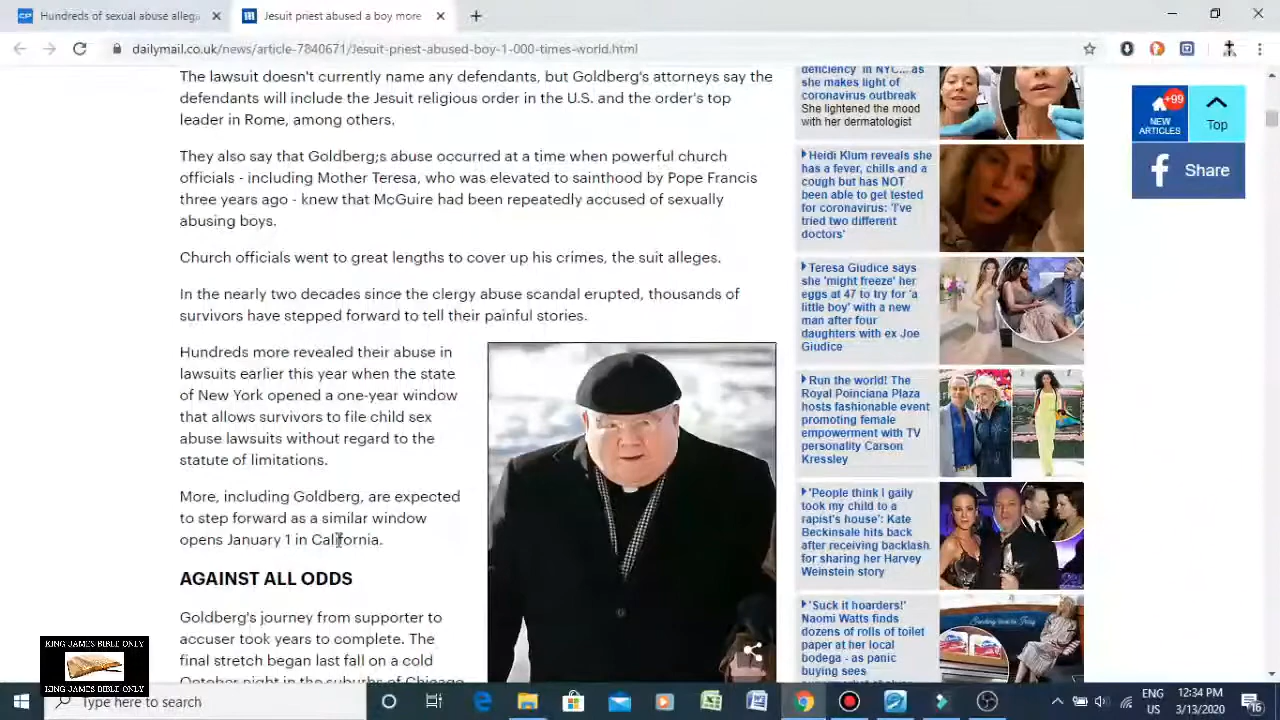 Hundreds of sexual abuse alleg
Jesuit priest abused a boy more
dailymail.co.uk/news/article-7840671/Jesuit-priest-abused-boy-1-000-times-world.html
The lawsuit doesn't currently name any defendants, but Goldberg's attorneys say the
defendants will include the Jesuit religious order in the U.S. and the order's top
leader in Rome, among others.
They also say that Goldberg;s abuse occurred at a time when powerful church
officials - including Mother Teresa, who was elevated to sainthood by Pope Francis
three years ago - knew that McGuire had been repeatedly accused of sexually
abusing boys.
Church officials went to great lengths to cover up his crimes, the suit alleges.
In the nearly two decades since the clergy abuse scandal erupted, thousands of
survivors have stepped forward to tell their painful stories.
Hundreds more revealed their abuse in
lawsuits earlier this year when the state
of New York opened a one-year window
that allows survivors to file child sex
abuse lawsuits without regard to the
statute of limitations.
More, including Goldberg, are expected
to step forward as a similar window
opens January 1 in California.
AGAINST ALL ODDS
Goldberg's journey from supporter to
accuser took years to complete. The
final stretch began last fall on a cold
October night in the suburbs of Chicago
deficiency in NYC... as
she makes light of
coronavirus outbreak
She lightened the mood
with her dermatologist
Heidi Klum reveals she
has a fever, chills and a
cough but has NOT
been able to get tested
for coronavirus: 'I've
tried two different
doctors'
Teresa Giudice says
she 'might freeze' her
eggs at 47 to try for 'a
little boy' with a new
man after four
daughters with ex Joe
Giudice
Run the world! The
Royal Poinciana Plaza
hosts fashionable event
promoting female
empowerment with TV
personality Carson
Kressley
'People think I gaily
took my child to a
rapist's house': Kate
Beckinsale hits back
after receiving backlash
for sharing her Harvey
Weinstein story
'Suck it hoarders!'
Naomi Watts finds
dozens of rolls of toilet
paper at her local
bodega - as panic
buying sees
+99
NEW
ARTICLES
Top
Share
KING JAMES BIBLE ONLY
KING JAMES BIBLE ONLY
Type here to search
ENG
US
12:34 PM
3/13/2020
16